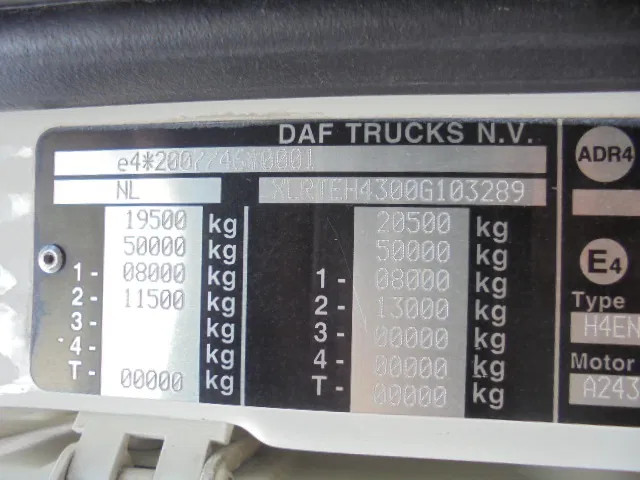 DAF TRUCKS N.V.
e4*2007/46*0001
NL XLRTEH4300G103289
19500 kg 20500 kg
50000 kg 50000 kg
1- 08000 kg 1- 08000 kg
2- 11500 kg 2- 13000 kg
3- kg 3- 00000 kg
4- kg 4- 00000 kg
T- 00000 kg T- 00000 kg
ADR4
E4
Type
H4EN
Motor
A243